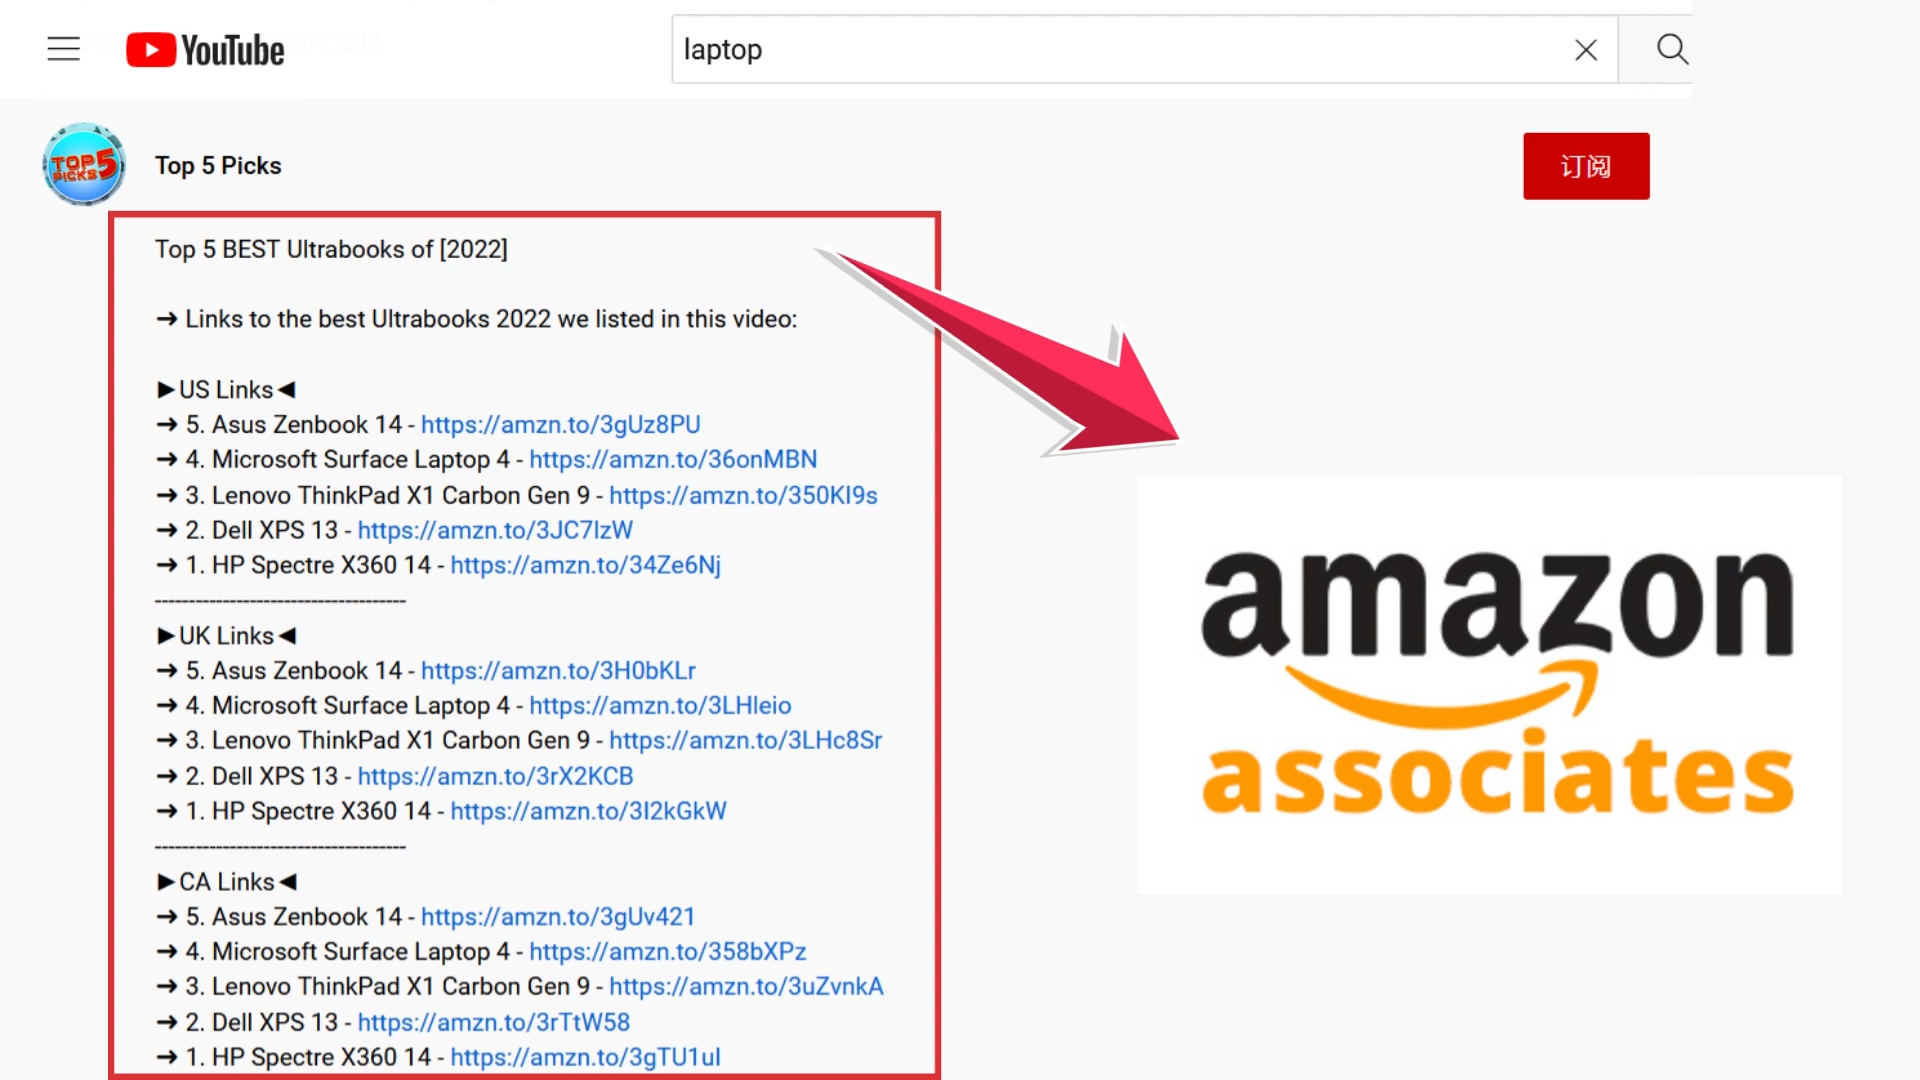 YouTube
laptop
TOP 5
PICKS
Top 5 Picks
订阅
Top 5 BEST Ultrabooks of [2022]
➞ Links to the best Ultrabooks 2022 we listed in this video:
►US Links◄
➞ 5. Asus Zenbook 14 - https://amzn.to/3gUz8PU
➞ 4. Microsoft Surface Laptop 4 - https://amzn.to/36onMBN
➞ 3. Lenovo ThinkPad X1 Carbon Gen 9 - https://amzn.to/350KI9s
➞ 2. Dell XPS 13 - https://amzn.to/3JC7lzW
➞ 1. HP Spectre X360 14 - https://amzn.to/34Ze6Nj
-------------------------------------
►UK Links◄
➞ 5. Asus Zenbook 14 - https://amzn.to/3H0bKLr
➞ 4. Microsoft Surface Laptop 4 - https://amzn.to/3LHleio
➞ 3. Lenovo ThinkPad X1 Carbon Gen 9 - https://amzn.to/3LHc8Sr
➞ 2. Dell XPS 13 - https://amzn.to/3rX2KCB
➞ 1. HP Spectre X360 14 - https://amzn.to/3I2kGkW
-------------------------------------
►CA Links◄
➞ 5. Asus Zenbook 14 - https://amzn.to/3gUv421
➞ 4. Microsoft Surface Laptop 4 - https://amzn.to/358bXPz
➞ 3. Lenovo ThinkPad X1 Carbon Gen 9 - https://amzn.to/3uZvnkA
➞ 2. Dell XPS 13 - https://amzn.to/3rTtW58
➞ 1. HP Spectre X360 14 - https://amzn.to/3gTU1ul
amazon
associates